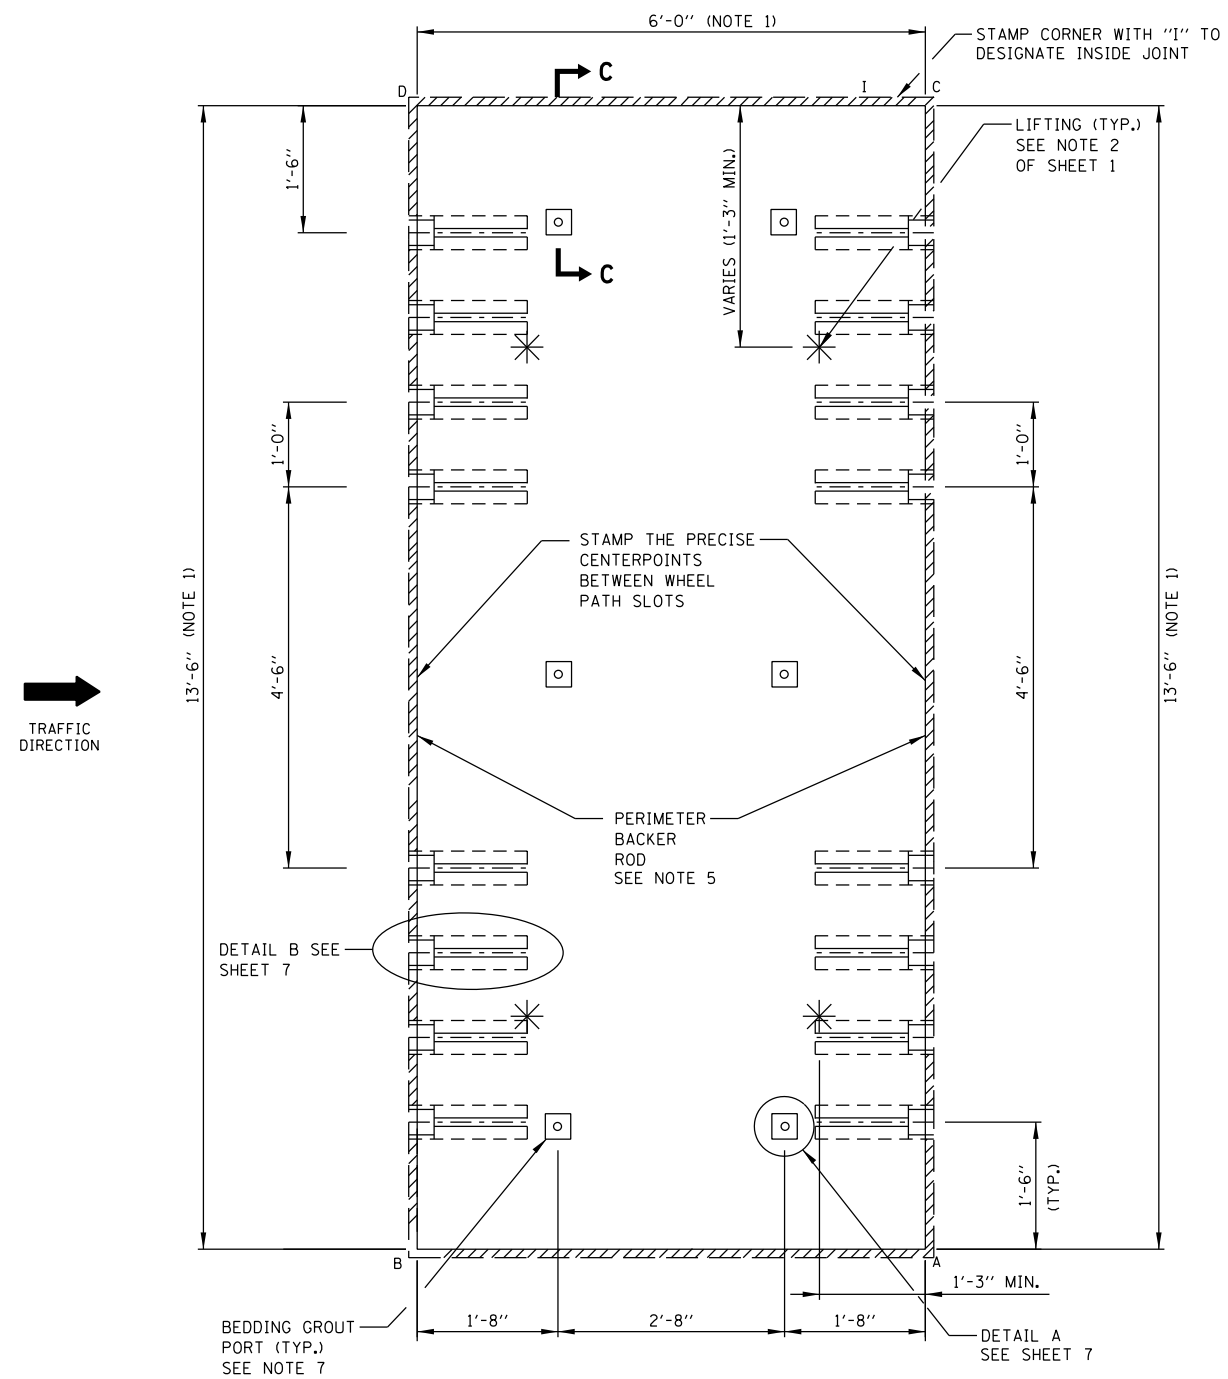 6'-0" (NOTE 1)
STAMP CORNER WITH "I" TO
DESIGNATE INSIDE JOINT
C
D
I
C
LIFTING (TYP.)
SEE NOTE 2
OF SHEET 1
1'-6"
VARIES (1'-3" MIN.)
C
1'-0"
1'-0"
STAMP THE PRECISE
CENTERPOINTS
BETWEEN WHEEL
PATH SLOTS
13'-6" (NOTE 1)
4'-6"
4'-6"
13'-6" (NOTE 1)
TRAFFIC
DIRECTION
PERIMETER
BACKER
ROD
SEE NOTE 5
DETAIL B SEE
SHEET 7
1'-6"
(TYP.)
B
A
1'-3" MIN.
1'-8"
2'-8"
1'-8"
BEDDING GROUT
PORT (TYP.)
SEE NOTE 7
DETAIL A
SEE SHEET 7